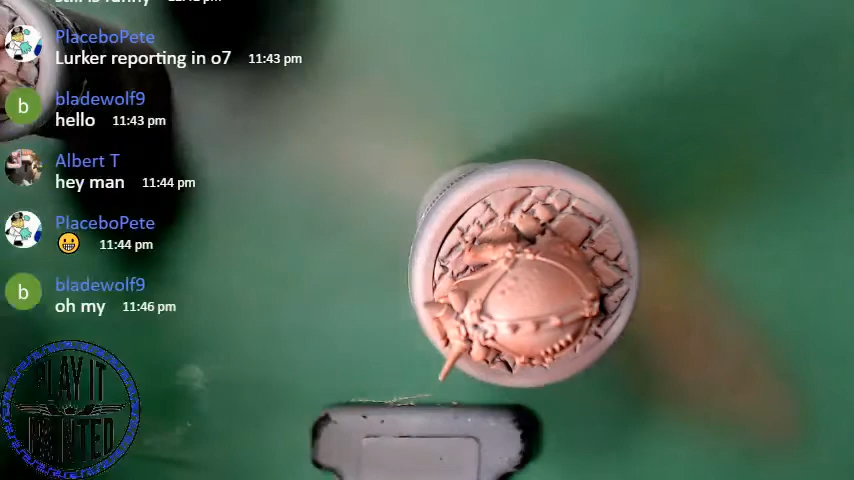 PlaceboPete
Lurker reporting in o7 11:43 pm
b bladewolf9
hello 11:43 pm
Albert T
hey man 11:44 pm
PlaceboPete
😀 11:44 pm
b bladewolf9
oh my 11:46 pm
PLAY IT
PAINTED